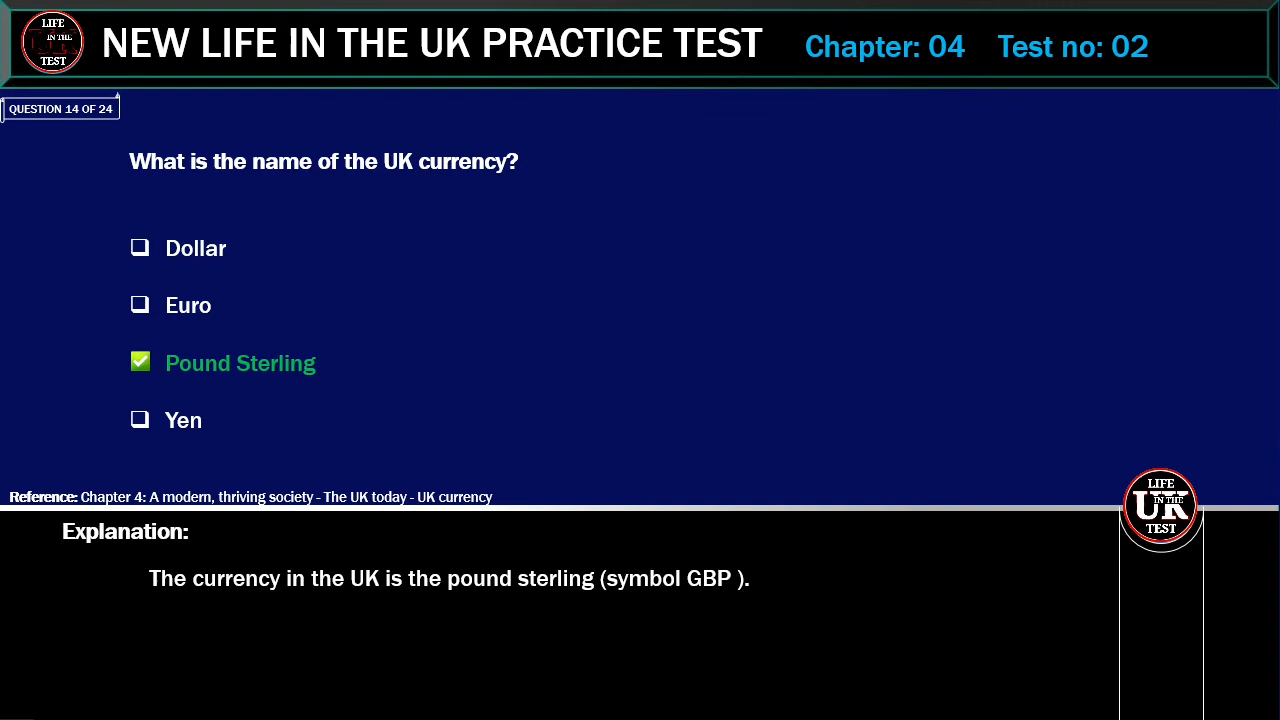 LIFE
UK
IN THE
TEST
NEW LIFE IN THE UK PRACTICE TEST Chapter: 04 Test no: 02
QUESTION 14 OF 24
What is the name of the UK currency?
Dollar
Euro
Pound Sterling
Yen
Reference: Chapter 4: A modern, thriving society - The UK today - UK currency
LIFE
UK
IN THE
TEST
Explanation:
The currency in the UK is the pound sterling (symbol GBP ).